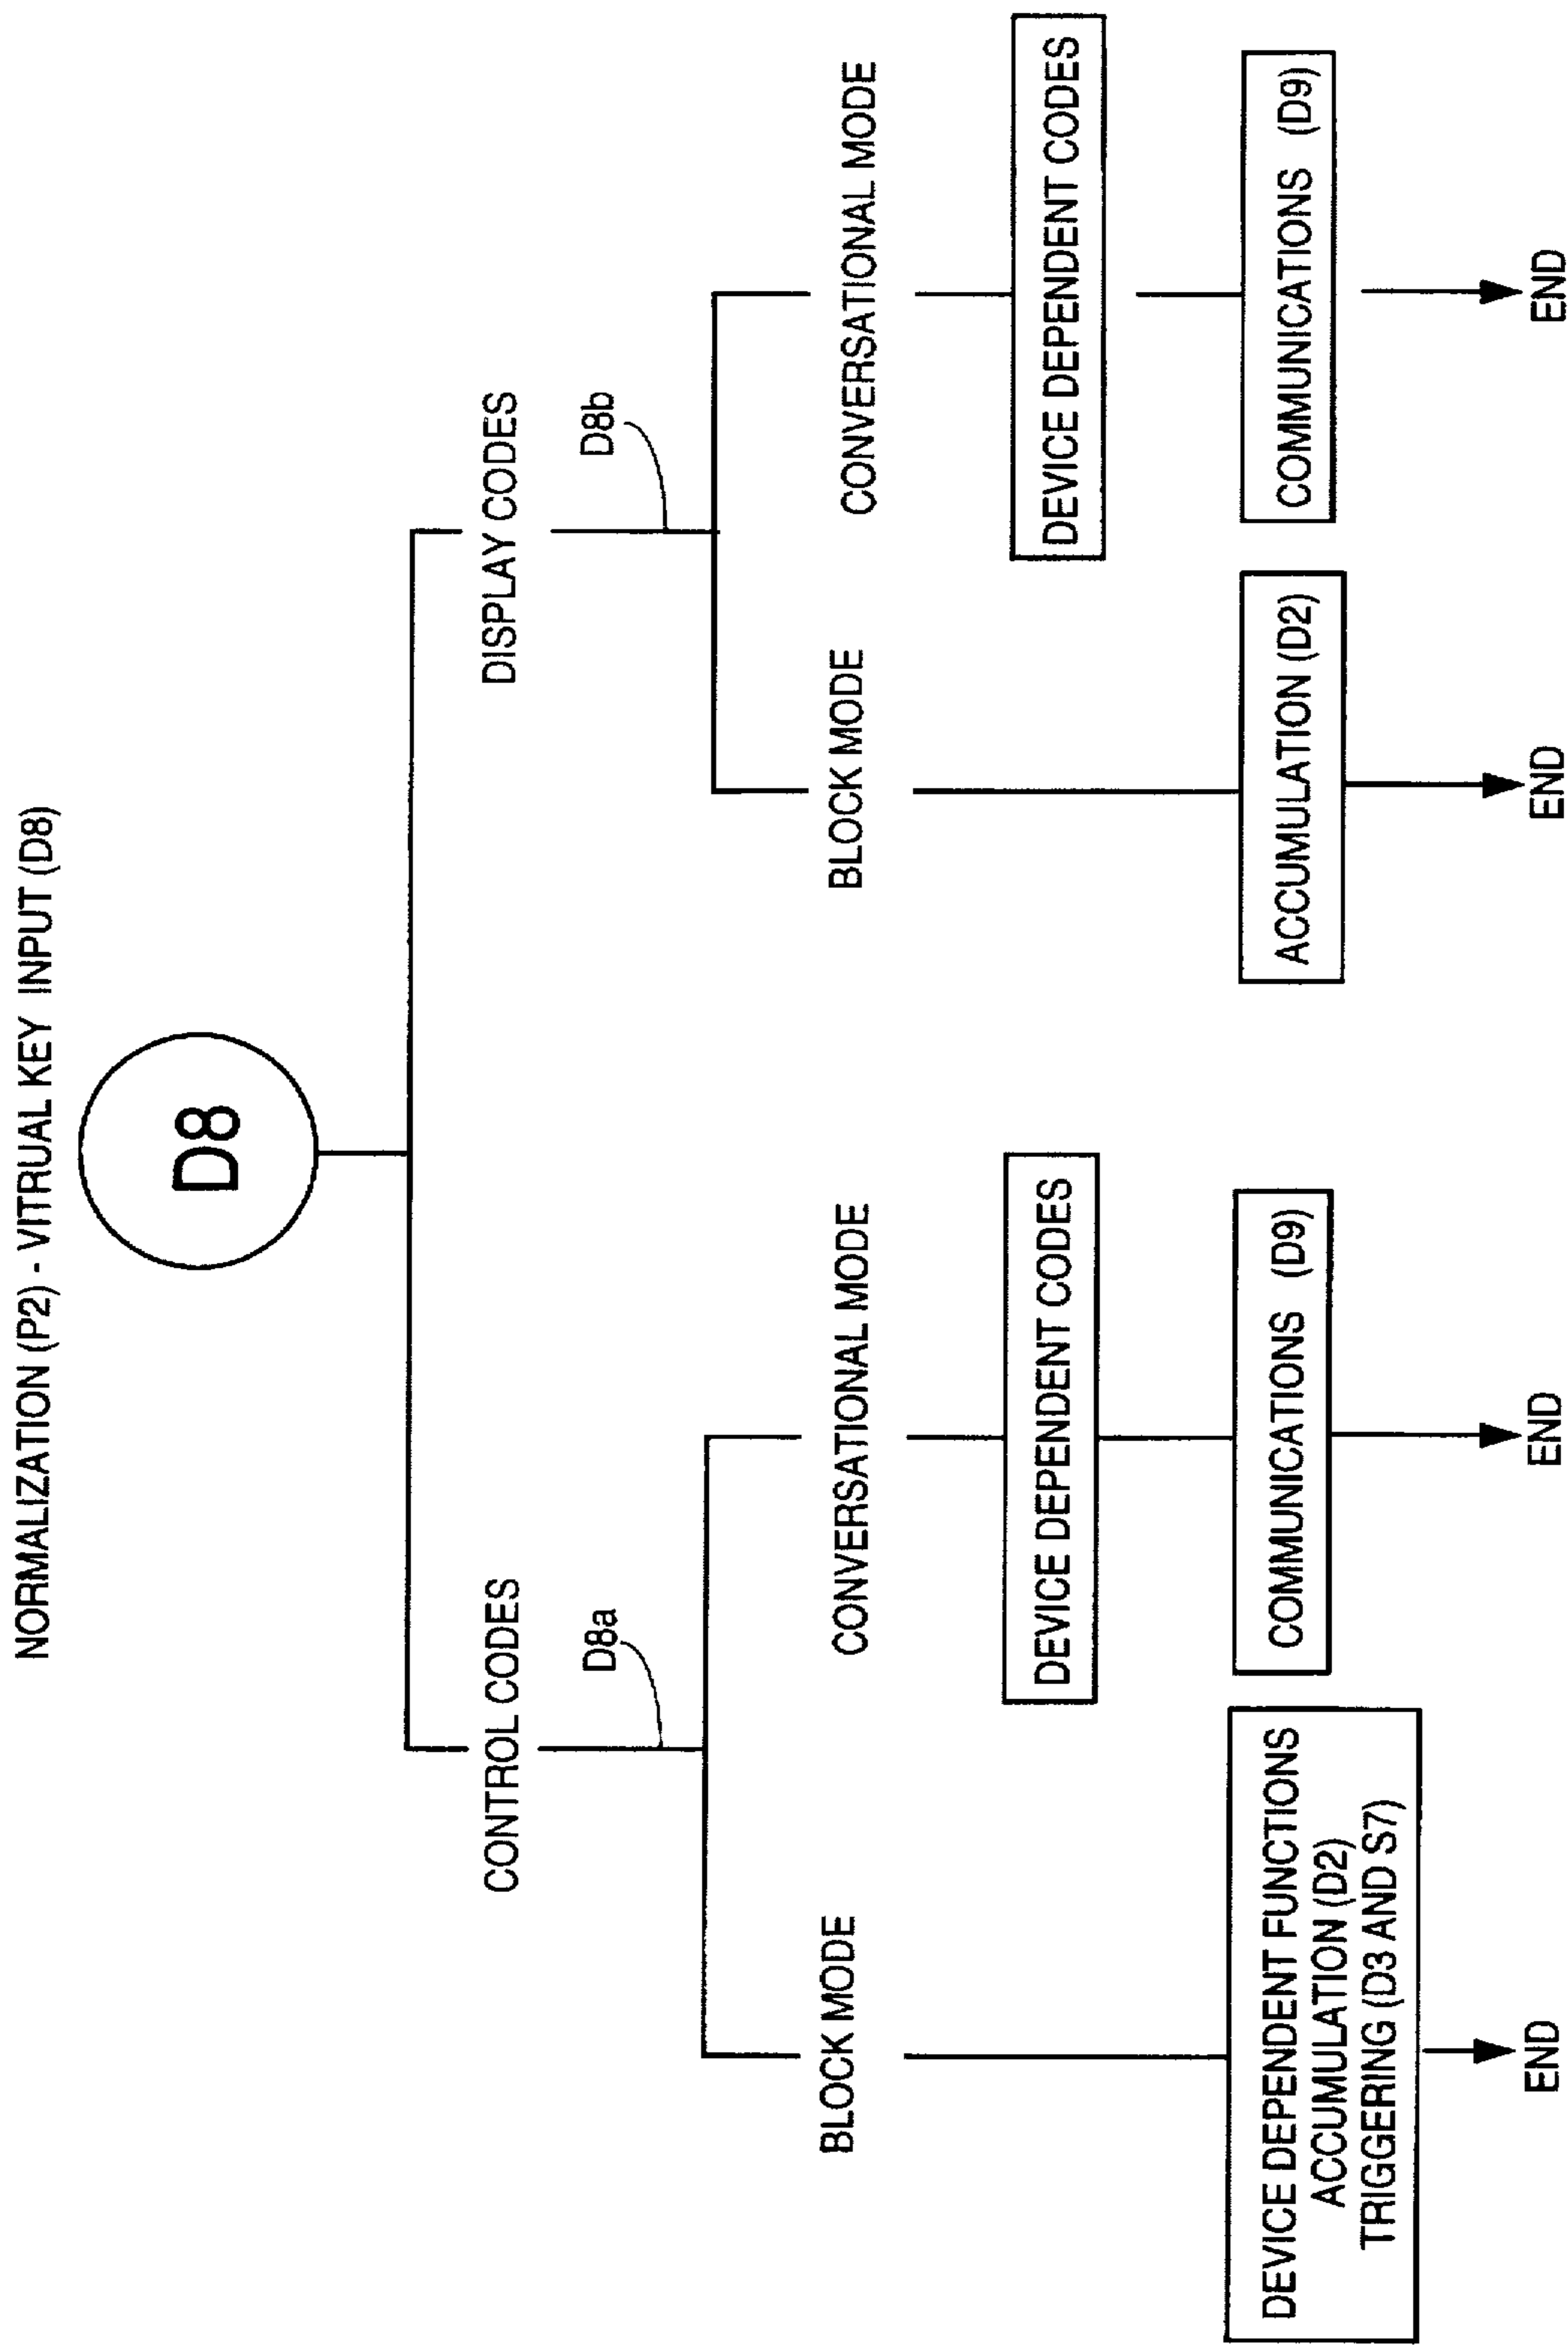 NORMALIZATION (P2) - VITRUAL KEY INPUT (D8)
D8
CONTROL CODES
DISPLAY CODES
D8a
D8b
BLOCK MODE
CONVERSATIONAL MODE
BLOCK MODE
CONVERSATIONAL MODE
DEVICE DEPENDENT CODES
DEVICE DEPENDENT CODES
DEVICE DEPENDENT FUNCTIONS
ACCUMULATION (D2)
TRIGGERING (D3 AND S7)
COMMUNICATIONS (D9)
ACCUMULATION (D2)
COMMUNICATIONS (D9)
END
END
END
END